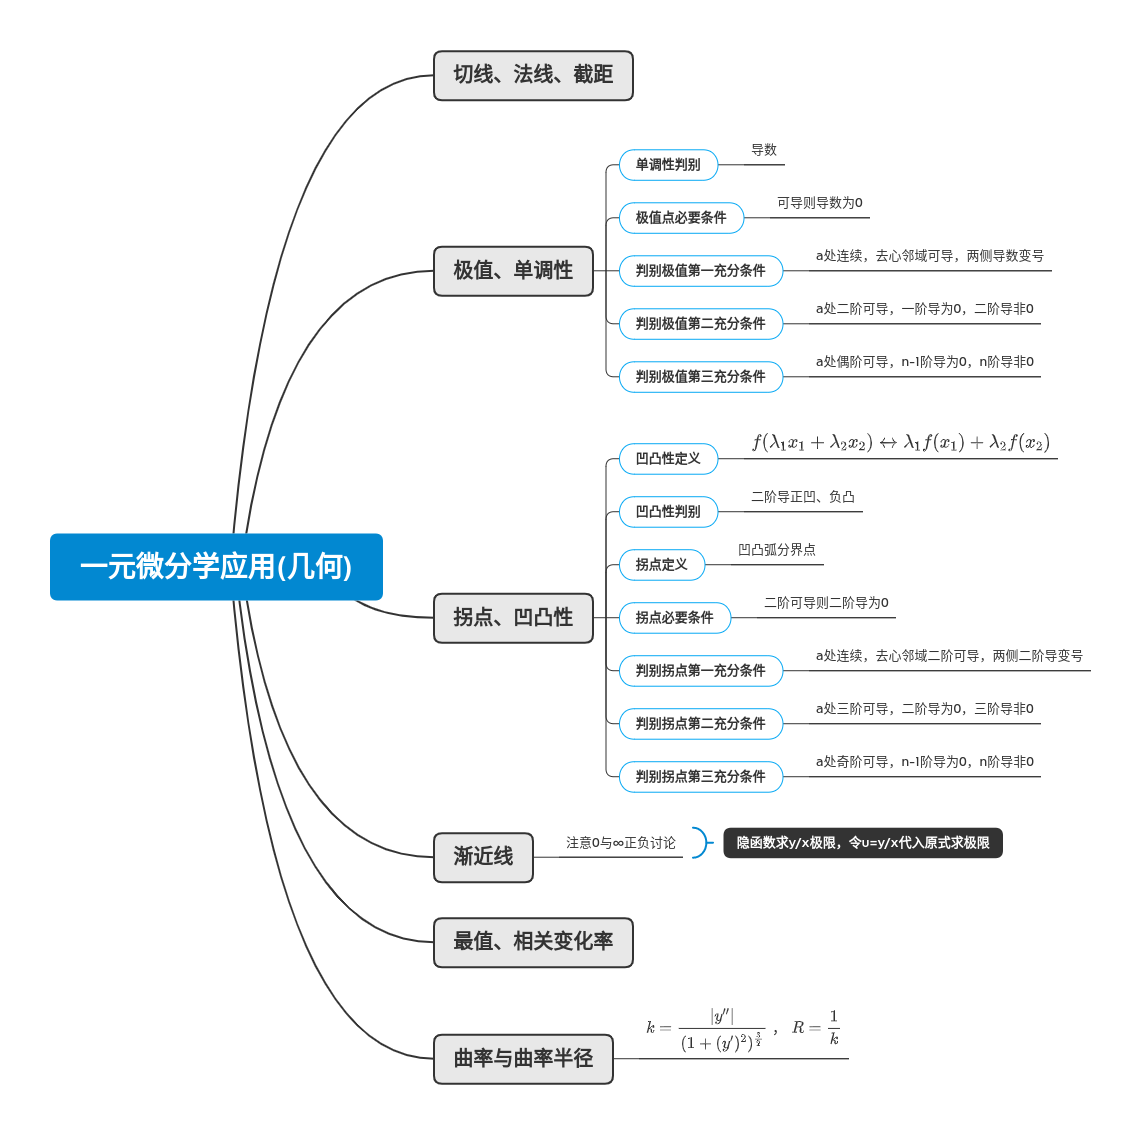 一元微分学应用(几何)
切线、法线、截距
极值、单调性
单调性判别
导数
极值点必要条件
可导则导数为0
判别极值第一充分条件
a处连续，去心邻域可导，两侧导数变号
判别极值第二充分条件
a处二阶可导，一阶导为0，二阶导非0
判别极值第三充分条件
a处偶阶可导，n-1阶导为0，n阶导非0
拐点、凹凸性
凹凸性定义
f(λ₁x₁ + λ₂x₂) ↔ λ₁f(x₁) + λ₂f(x₂)
凹凸性判别
二阶导正凹、负凸
拐点定义
凹凸弧分界点
拐点必要条件
二阶可导则二阶导为0
判别拐点第一充分条件
a处连续，去心邻域二阶可导，两侧二阶导变号
判别拐点第二充分条件
a处三阶可导，二阶导为0，三阶导非0
判别拐点第三充分条件
a处奇阶可导，n-1阶导为0，n阶导非0
渐近线
注意0与∞正负讨论
隐函数求y/x极限，令u=y/x代入原式求极限
最值、相关变化率
曲率与曲率半径
k = |y''| / (1 + (y')²)^(3/2) ， R = 1/k